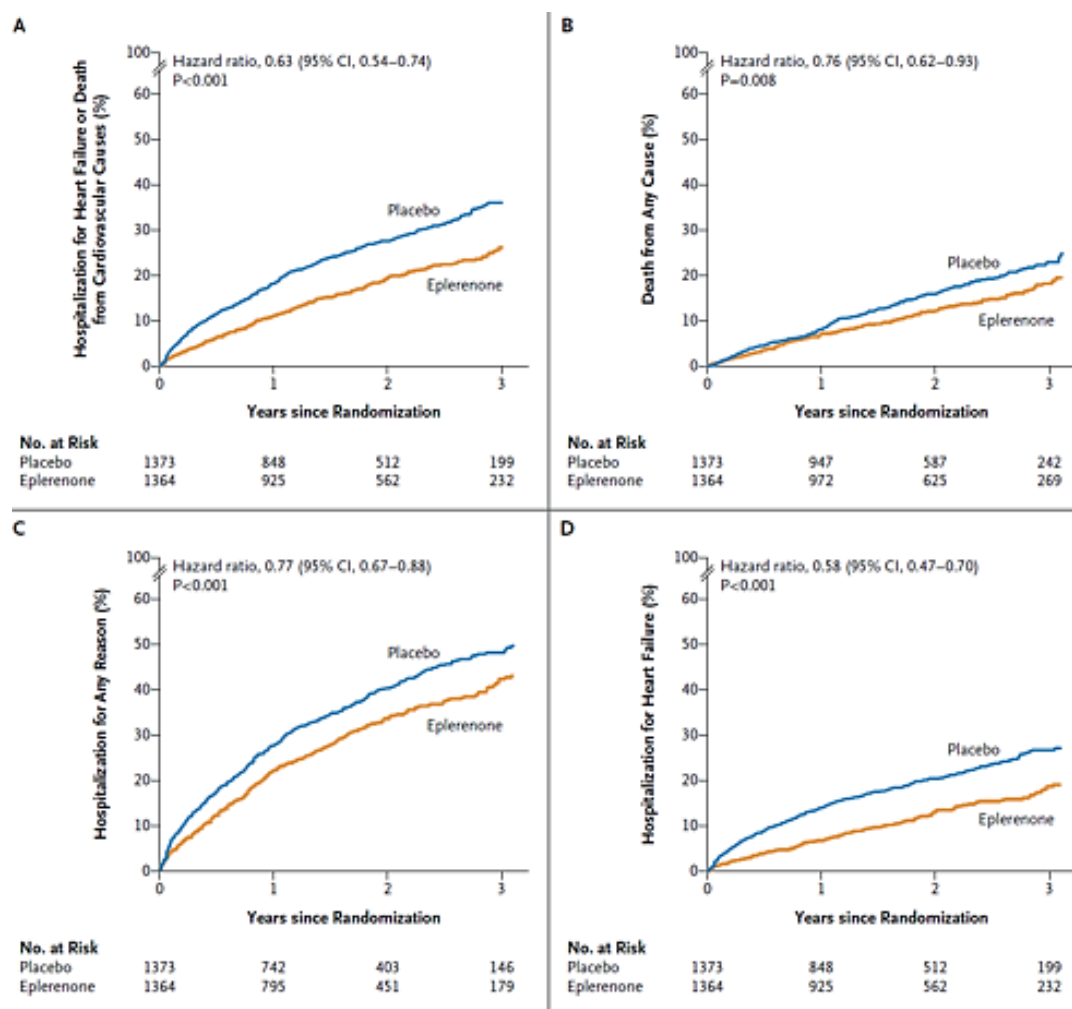 A
Hospitalization for Heart Failure or Death
from Cardiovascular Causes (%)
100
60
50
40
30
20
10
0
Hazard ratio, 0.63 (95% CI, 0.54–0.74)
P<0.001
Placebo
Eplerenone
0 1 2 3
Years since Randomization
No. at Risk
Placebo 1373 848 512 199
Eplerenone 1364 925 562 232
B
Death from Any Cause (%)
100
60
50
40
30
20
10
0
Hazard ratio, 0.76 (95% CI, 0.62–0.93)
P=0.008
Placebo
Eplerenone
0 1 2 3
Years since Randomization
No. at Risk
Placebo 1373 947 587 242
Eplerenone 1364 972 625 269
C
Hospitalization for Any Reason (%)
100
60
50
40
30
20
10
0
Hazard ratio, 0.77 (95% CI, 0.67–0.88)
P<0.001
Placebo
Eplerenone
0 1 2 3
Years since Randomization
No. at Risk
Placebo 1373 742 403 146
Eplerenone 1364 795 451 179
D
Hospitalization for Heart Failure (%)
100
60
50
40
30
20
10
0
Hazard ratio, 0.58 (95% CI, 0.47–0.70)
P<0.001
Placebo
Eplerenone
0 1 2 3
Years since Randomization
No. at Risk
Placebo 1373 848 512 199
Eplerenone 1364 925 562 232